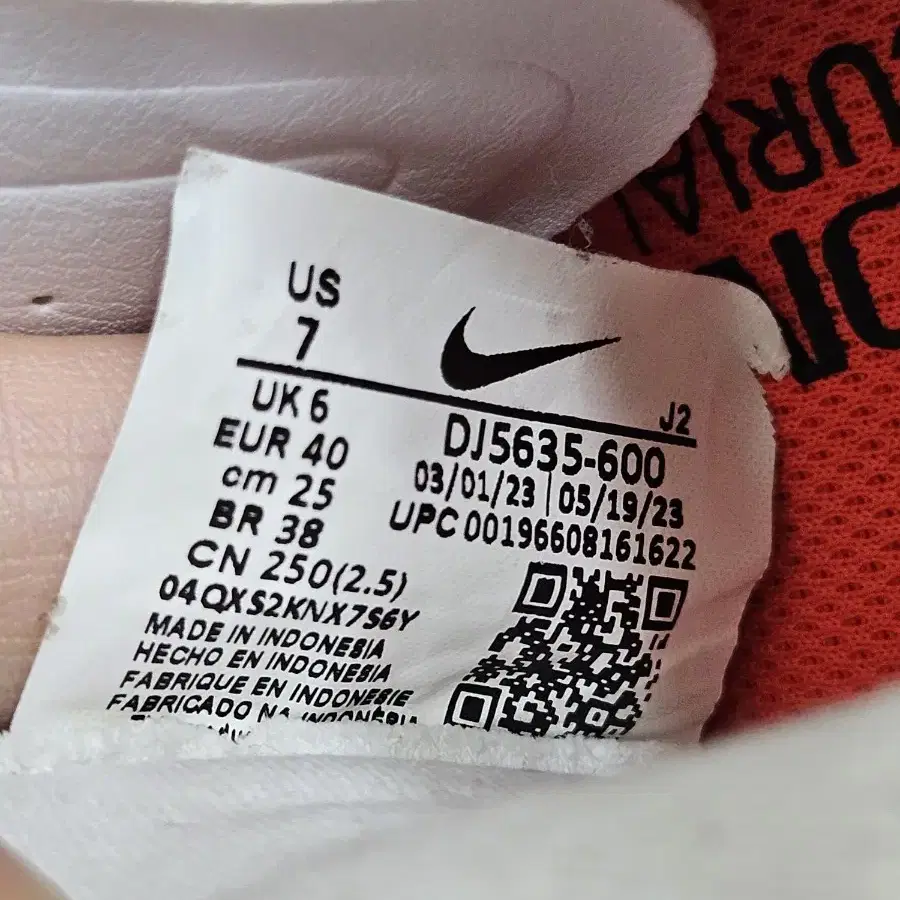 US
7
J2
UK 6
EUR 40
cm 25
BR 38
CN 250(2.5)
DJ5635-600
03/01/23 | 05/19/23
UPC 00196608161622
04QXS2KNX7S6Y
MADE IN INDONESIA
HECHO EN INDONESIA
FABRIQUE EN INDONESIE
FABRICADO NA INDONESIA